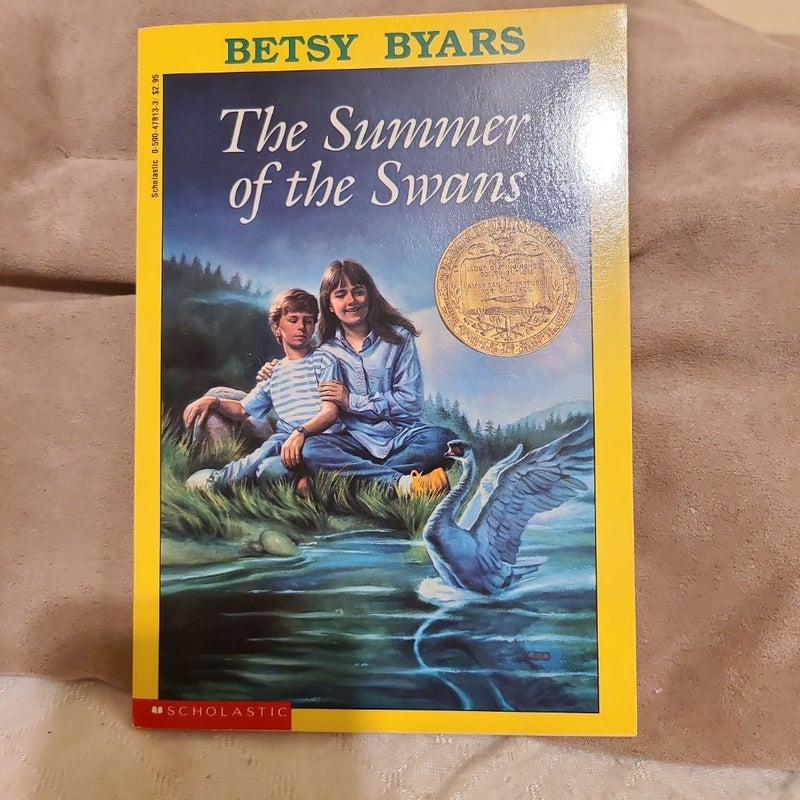 BETSY BYARS
Scholastic 0-590-47813-3 / $2.95
The Summer
of the Swans
SCHOLASTIC